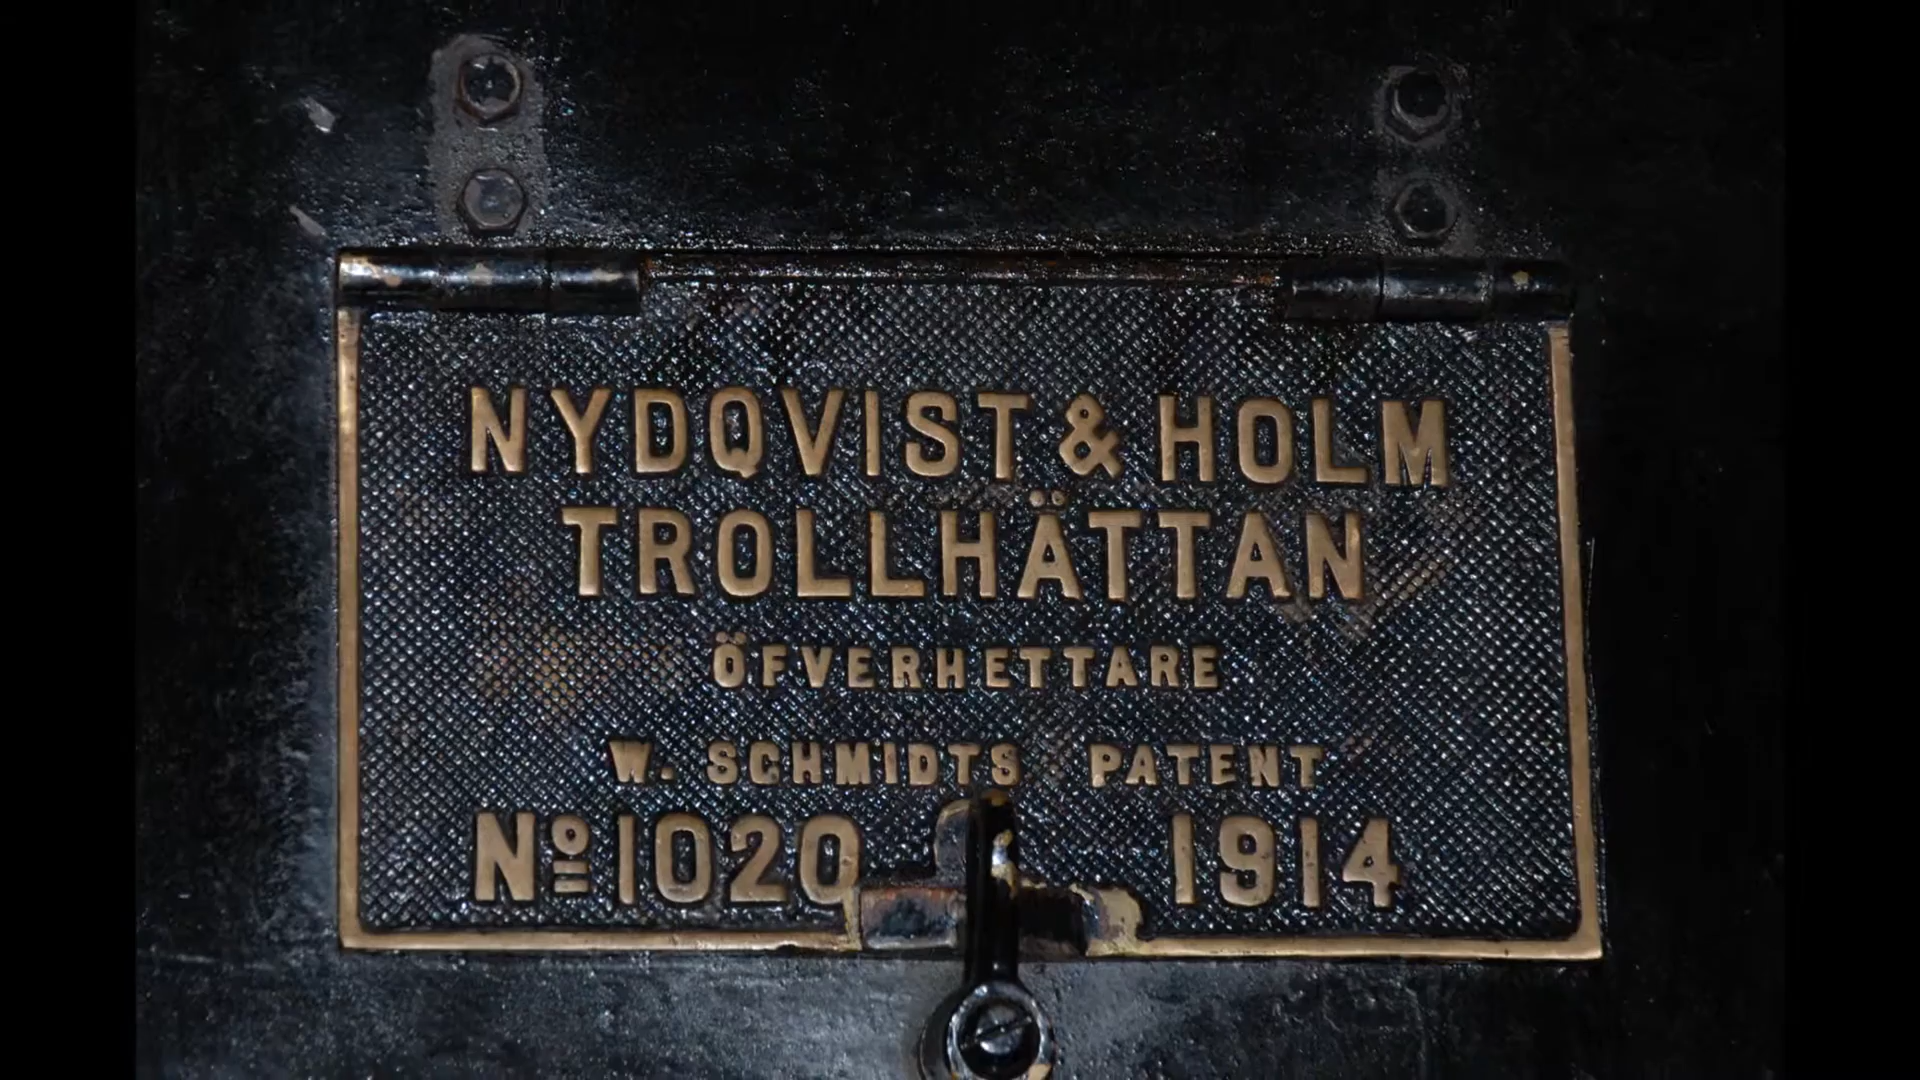 NYDQVIST & HOLM
TROLLHÄTTAN
ÖFVERHETTARE
W. SCHMIDTS PATENT
No 1020 1914